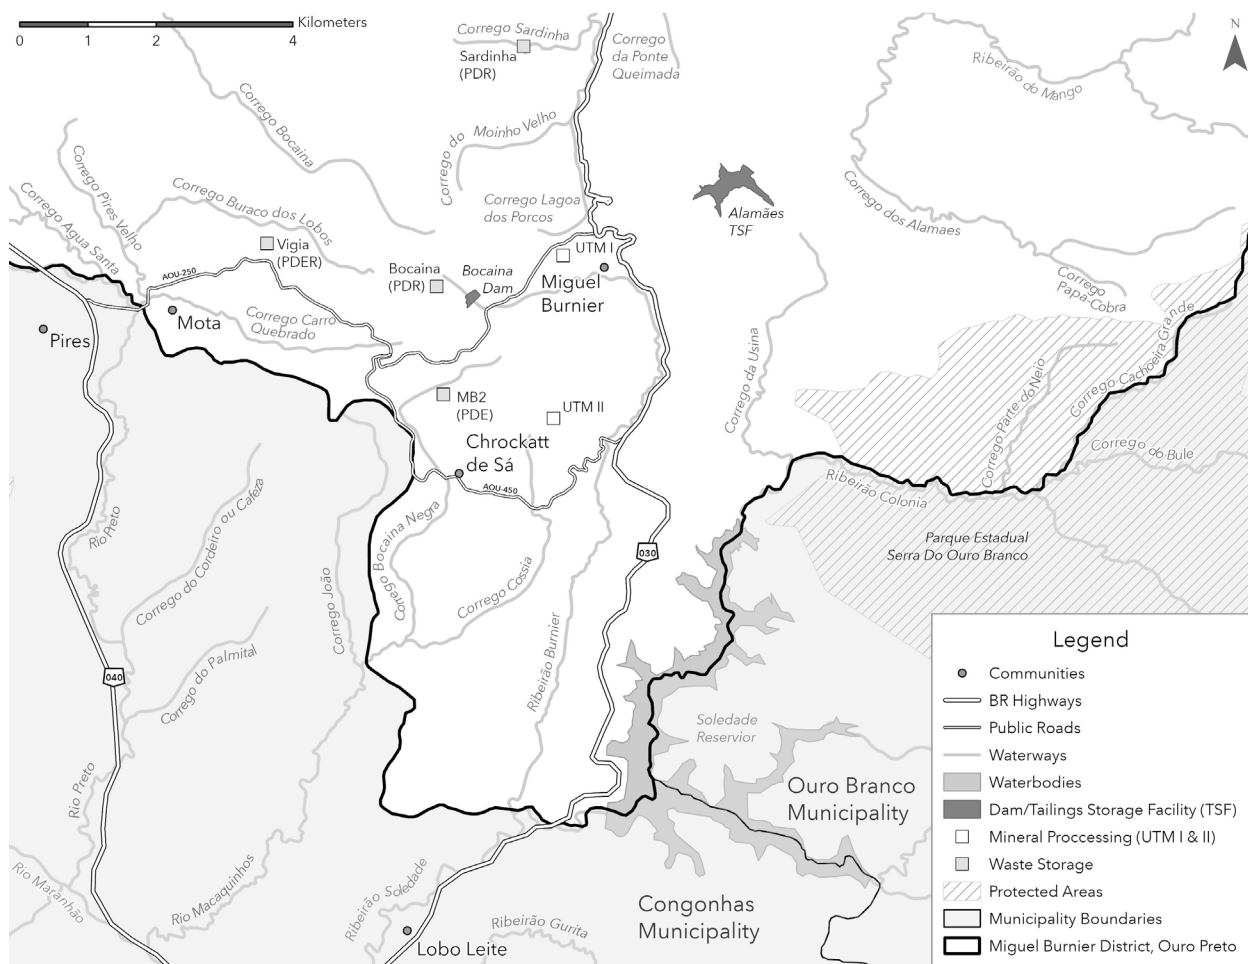 Kilometers
0 1 2 4
N
Corrego Sardinha
Sardinha
(PDR)
Corrego
da Ponte
Queimada
Ribeirão do Mango
Corrego Bocaina
Corrego do Moinho Velho
Corrego Pires Velho
Corrego Agua Santa
Corrego Buraco dos Lobos
Corrego Lagoa
dos Porcos
Alamães
TSF
Corrego dos Alamaes
Vigia
(PDER)
AOU-250
Bocaina
(PDR)
Bocaina
Dam
UTM I
Miguel
Burnier
Corrego
Papa-Cobra
Mota
Pires
Corrego Carro
Quebrado
Corrego da Usina
Corrego Parte do Neio
Corrego Cachoeira Grande
MB2
(PDE)
UTM II
Chrockatt
de Sá
AOU-450
Corrego do Bule
Ribeirão Colonia
Rio Preto
Corrego do Cordeiro ou Cafeza
Corrego Bocaina Negra
Corrego João
Corrego Cossia
Ribeirão Burnier
030
Parque Estadual
Serra Do Ouro Branco
040
Corrego do Palmital
Soledade
Reservior
Rio Preto
Ouro Branco
Municipality
Rio Maranhão
Rio Macaquinhos
Ribeirão Soledade
Congonhas
Municipality
Ribeirão Gurita
Lobo Leite
Legend
Communities
BR Highways
Public Roads
Waterways
Waterbodies
Dam/Tailings Storage Facility (TSF)
Mineral Proccessing (UTM I & II)
Waste Storage
Protected Areas
Municipality Boundaries
Miguel Burnier District, Ouro Preto